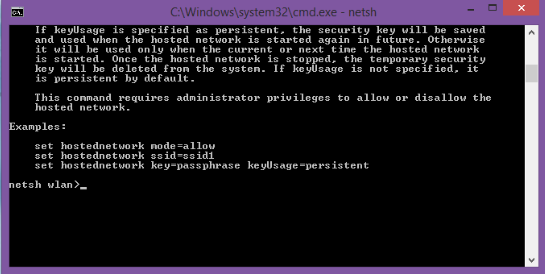 C:\Windows\system32\cmd.exe - netsh
If keyUsage is specified as persistent, the security key will be saved
and used when the hosted network is started again in future. Otherwise
it will be used only when the current or next time the hosted network
is started. Once the hosted network is stopped, the temporary security
key will be deleted from the system. If keyUsage is not specified, it
is persistent by default.
This command requires administrator privileges to allow or disallow the
hosted network.
Examples:
set hostednetwork mode=allow
set hostednetwork ssid=ssid1
set hostednetwork key=passphrase keyUsage=persistent
netsh wlan>_